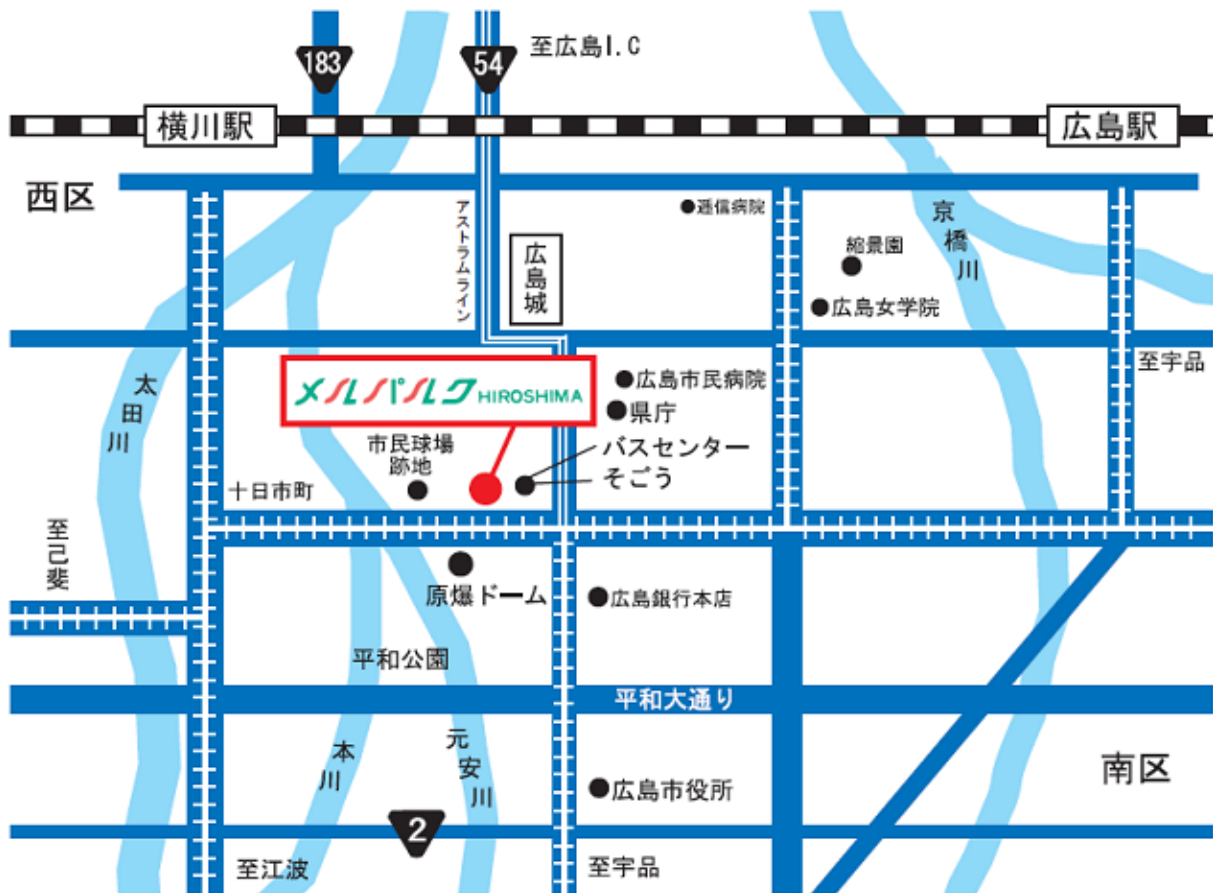 183
54
至広島I.C
横川駅
広島駅
西区
アストラムライン
逓信病院
京橋川
縮景園
広島城
広島女学院
至宇品
メルパルク HIROSHIMA
広島市民病院
太田川
県庁
市民球場
跡地
バスセンター
そごう
十日市町
至己斐
原爆ドーム
広島銀行本店
平和公園
平和大通り
本川
元安川
南区
広島市役所
2
至江波
至宇品